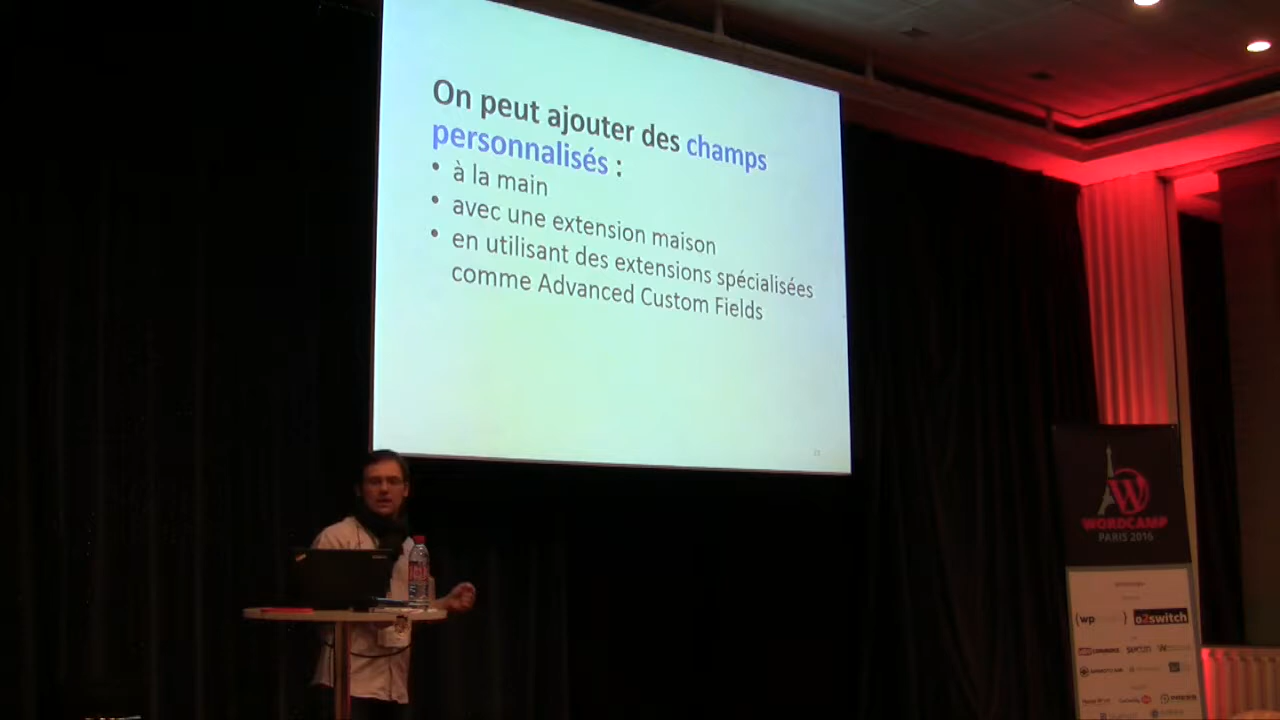 On peut ajouter des champs
personnalisés :
• à la main
• avec une extension maison
• en utilisant des extensions spécialisées
comme Advanced Custom Fields
WORDCAMP
PARIS 2016
(wp
o2switch